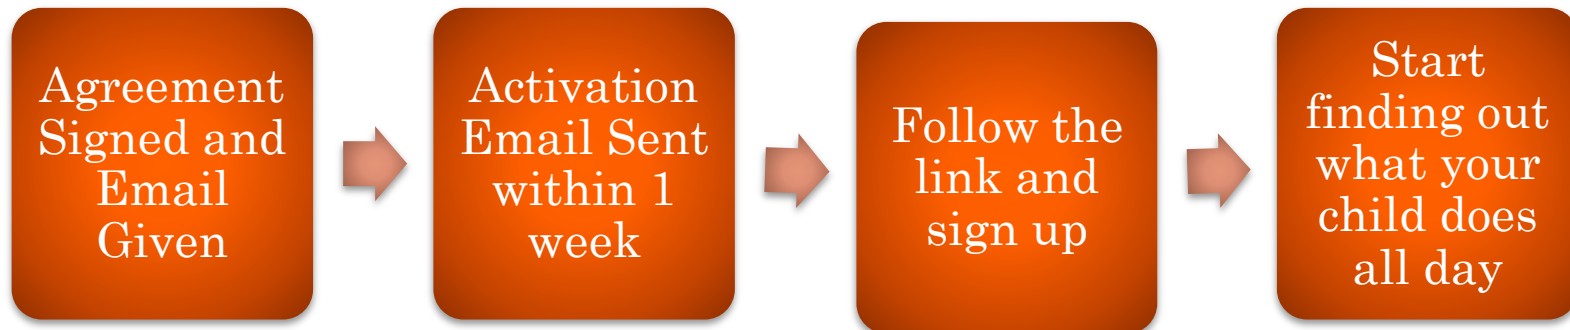 Agreement
Signed and
Email
Given
Activation
Email Sent
within 1
week
Follow the
link and
sign up
Start
finding out
what your
child does
all day